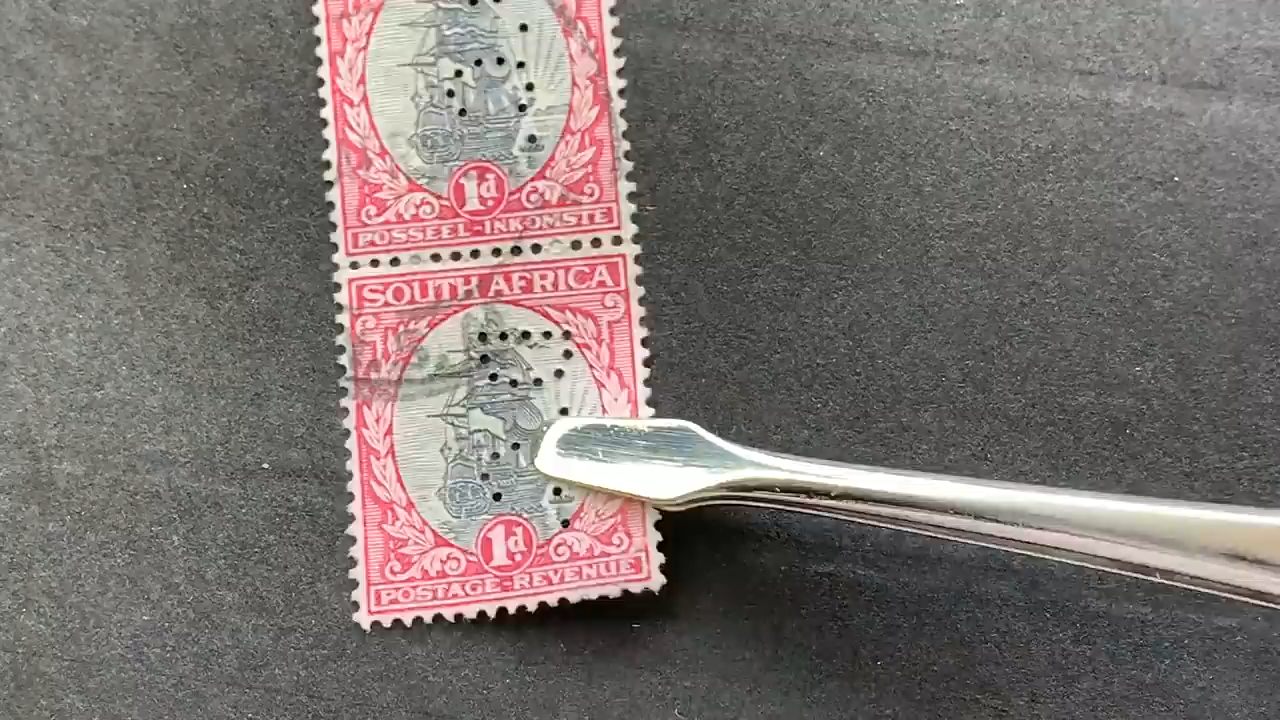 1d
POSSEEL-INKOMSTE
SOUTH AFRICA
1d
POSTAGE-REVENUE